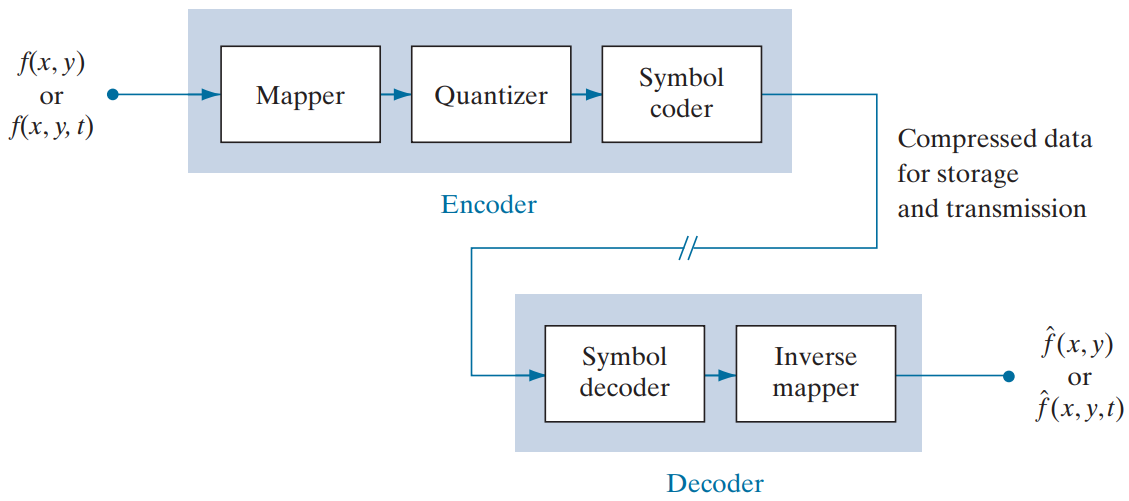 f(x, y)
or
f(x, y, t)
Mapper
Quantizer
Symbol
coder
Encoder
Compressed data
for storage
and transmission
Symbol
decoder
Inverse
mapper
Decoder
f̂(x, y)
or
f̂(x, y,t)